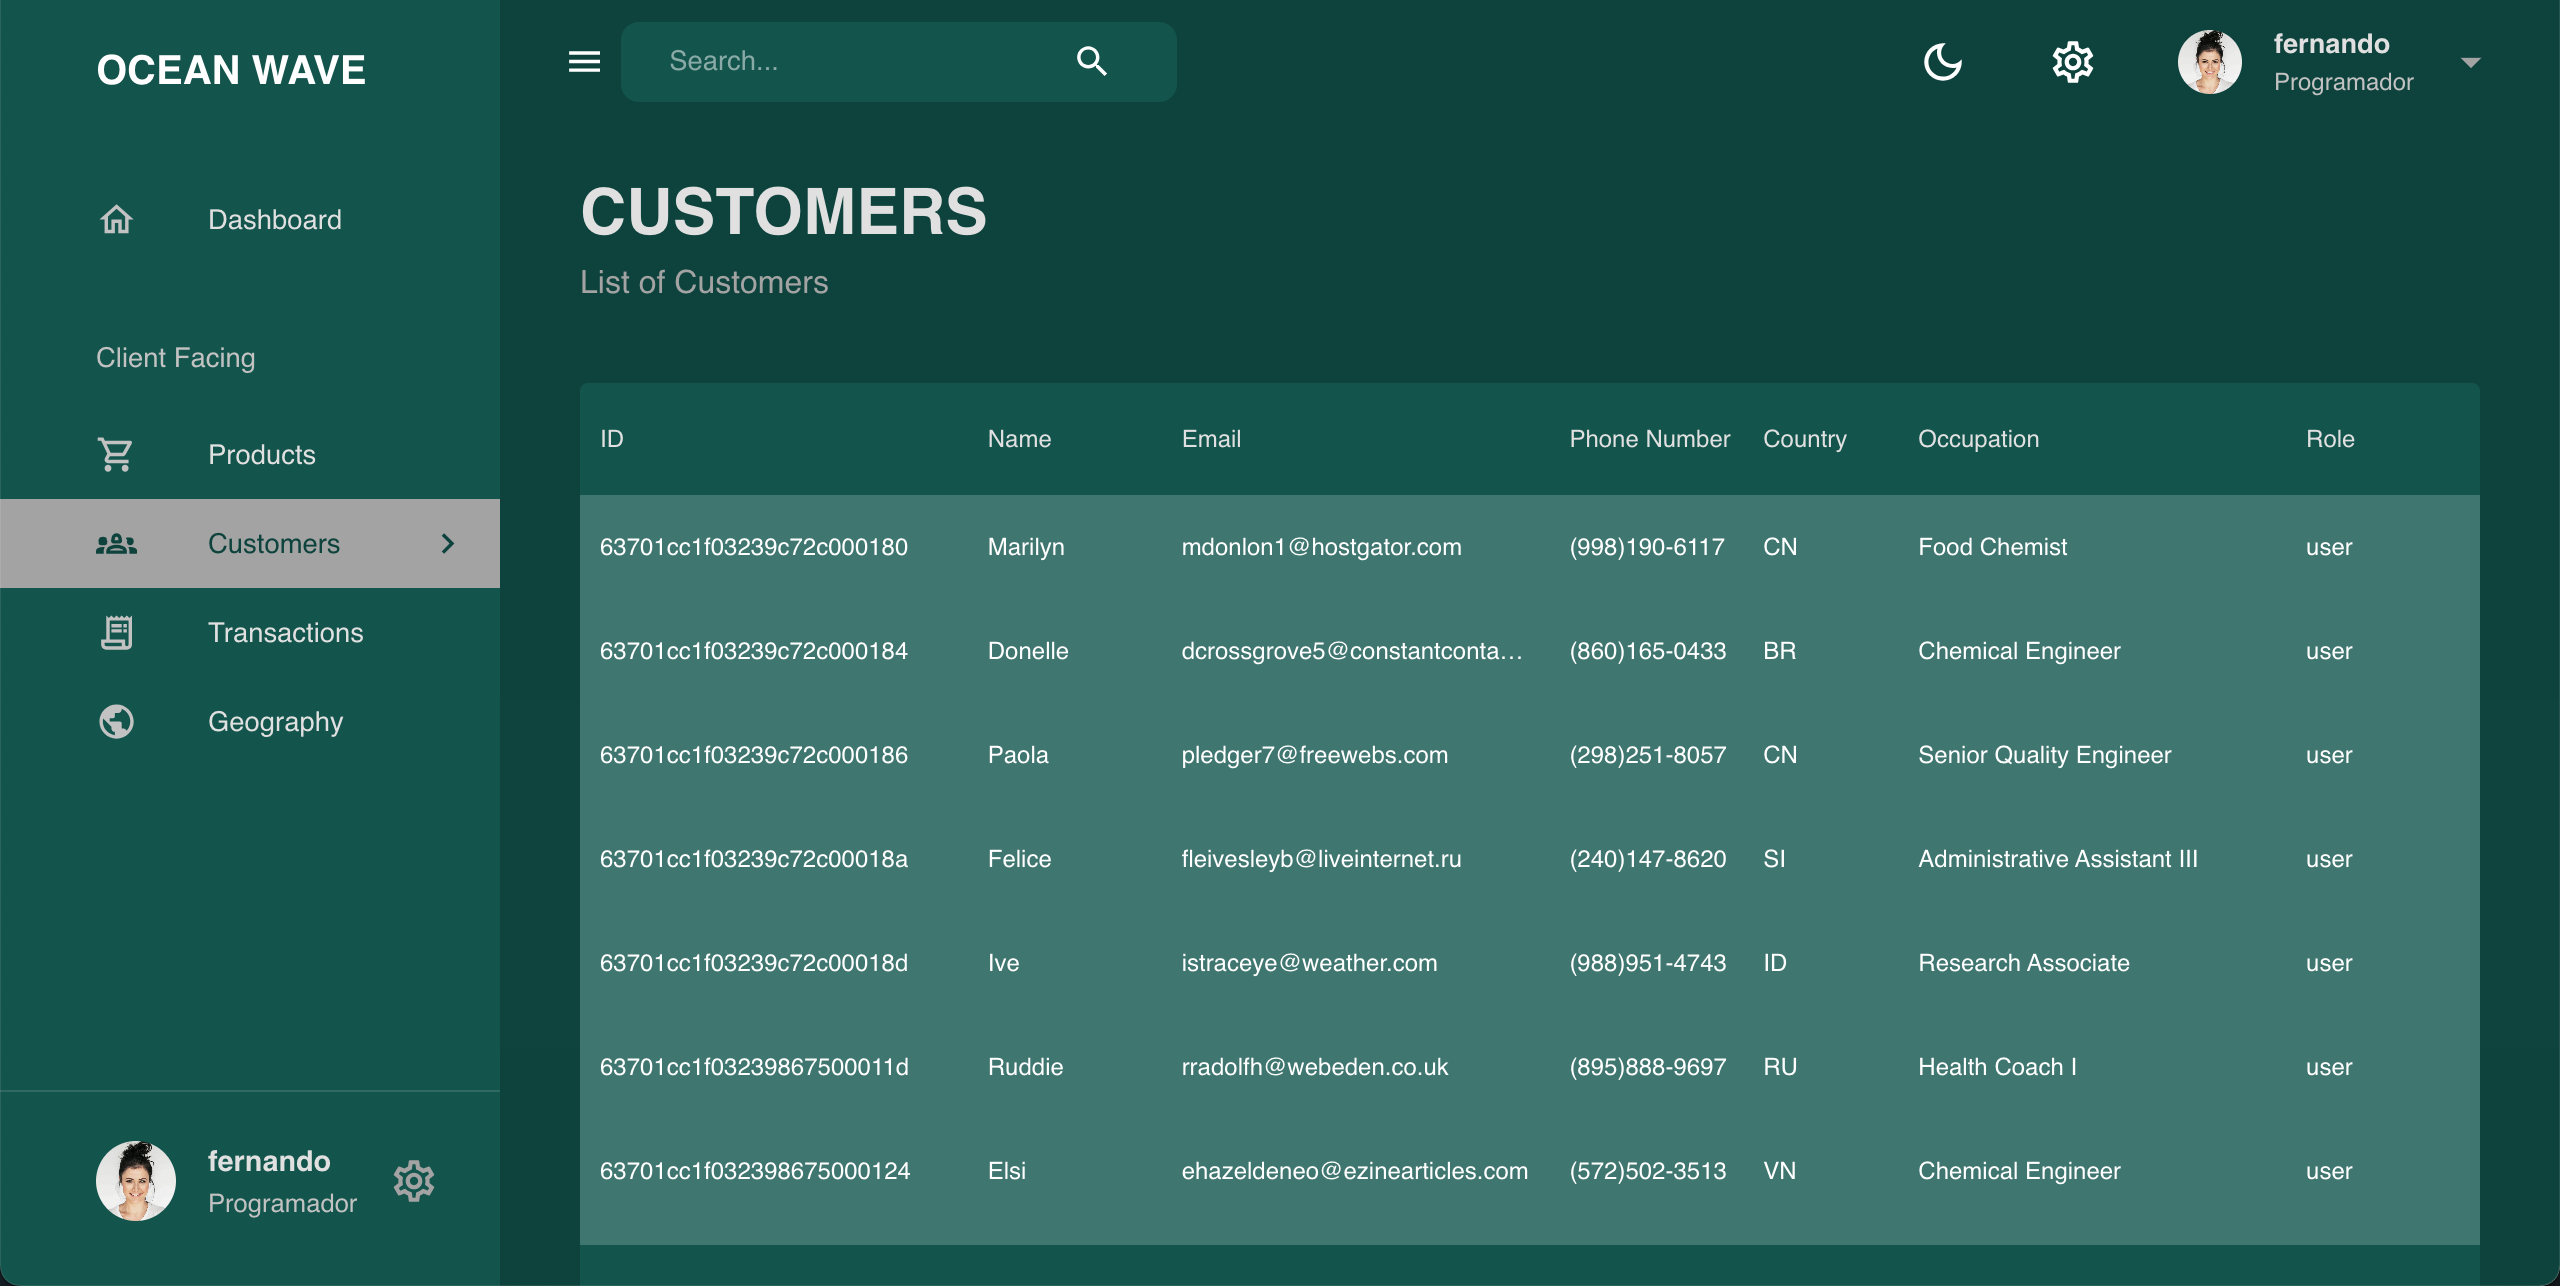 OCEAN WAVE
Search...
fernando
Programador
Dashboard
Client Facing
Products
Customers
Transactions
Geography
fernando
Programador
CUSTOMERS
List of Customers
ID Name Email Phone Number Country Occupation Role
63701cc1f03239c72c000180 Marilyn mdonlon1@hostgator.com (998)190-6117 CN Food Chemist user
63701cc1f03239c72c000184 Donelle dcrossgrove5@constantconta... (860)165-0433 BR Chemical Engineer user
63701cc1f03239c72c000186 Paola pledger7@freewebs.com (298)251-8057 CN Senior Quality Engineer user
63701cc1f03239c72c00018a Felice fleivesleyb@liveinternet.ru (240)147-8620 SI Administrative Assistant III user
63701cc1f03239c72c00018d Ive istraceye@weather.com (988)951-4743 ID Research Associate user
63701cc1f03239867500011d Ruddie rradolfh@webeden.co.uk (895)888-9697 RU Health Coach I user
63701cc1f032398675000124 Elsi ehazeldeneo@ezinearticles.com (572)502-3513 VN Chemical Engineer user